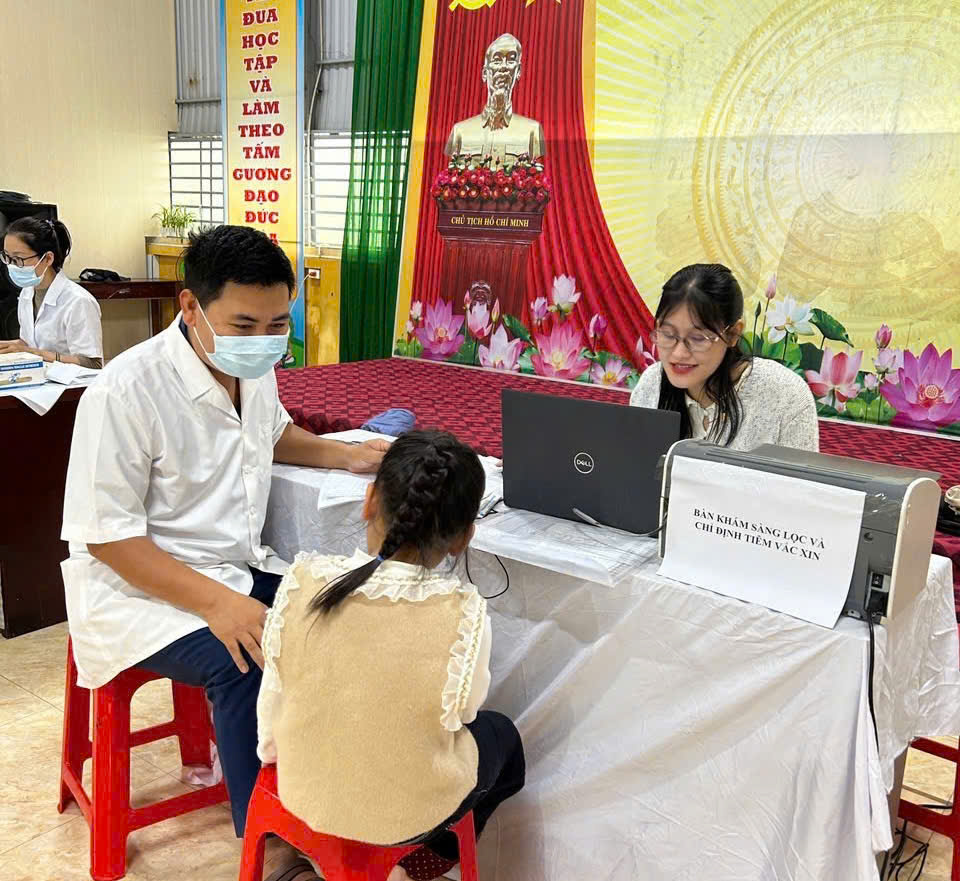 ĐUA
HỌC
TẬP
VÀ
LÀM
THEO
TẤM
GƯƠNG
ĐẠO
ĐỨC
CHỦ TỊCH HỒ CHÍ MINH
DELL
BÀN KHÁM SÀNG LỌC VÀ
CHỈ ĐỊNH TIÊM VẮC XIN